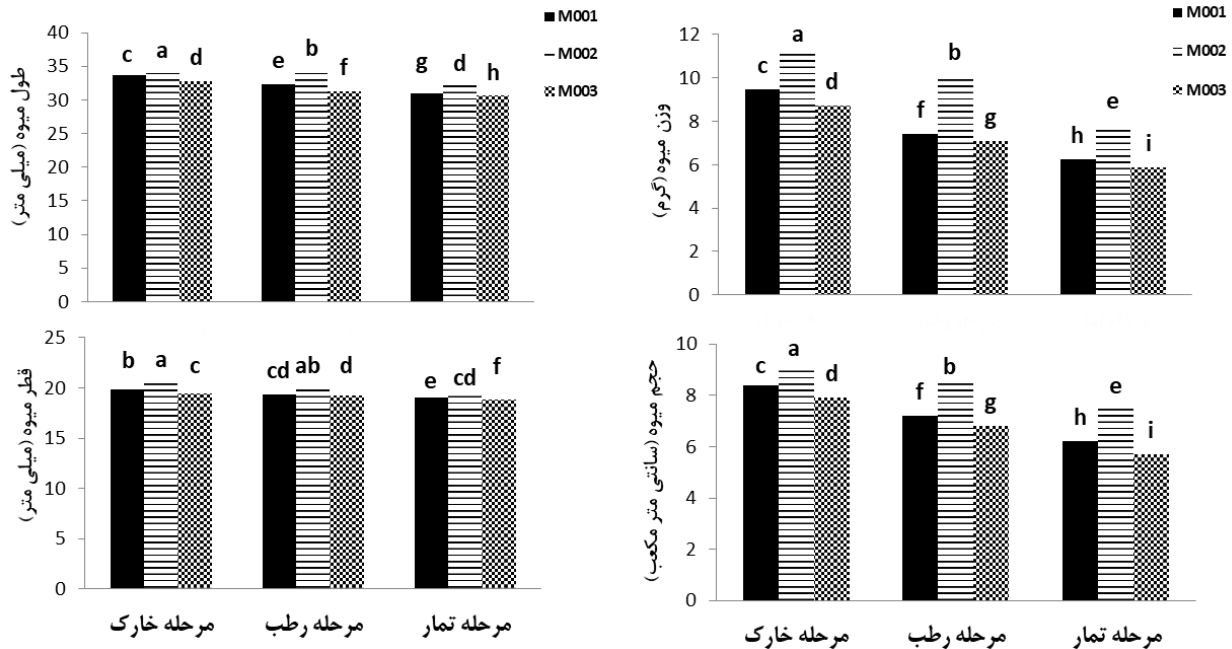 M001
M002
M003
40
35
30
25
20
15
10
5
0
طول میوه (میلی متر)
c a d e b f g d h
M001
M002
M003
12
10
8
6
4
2
0
وزن میوه (گرم)
c a d f b g h e i
25
20
15
10
5
0
قطر میوه (میلی متر)
b a c cd ab d e cd f
مرحله خارک مرحله رطب مرحله تمار
10
8
6
4
2
0
حجم میوه (سانتی متر مکعب)
c a d f b g h e i
مرحله خارک مرحله رطب مرحله تمار